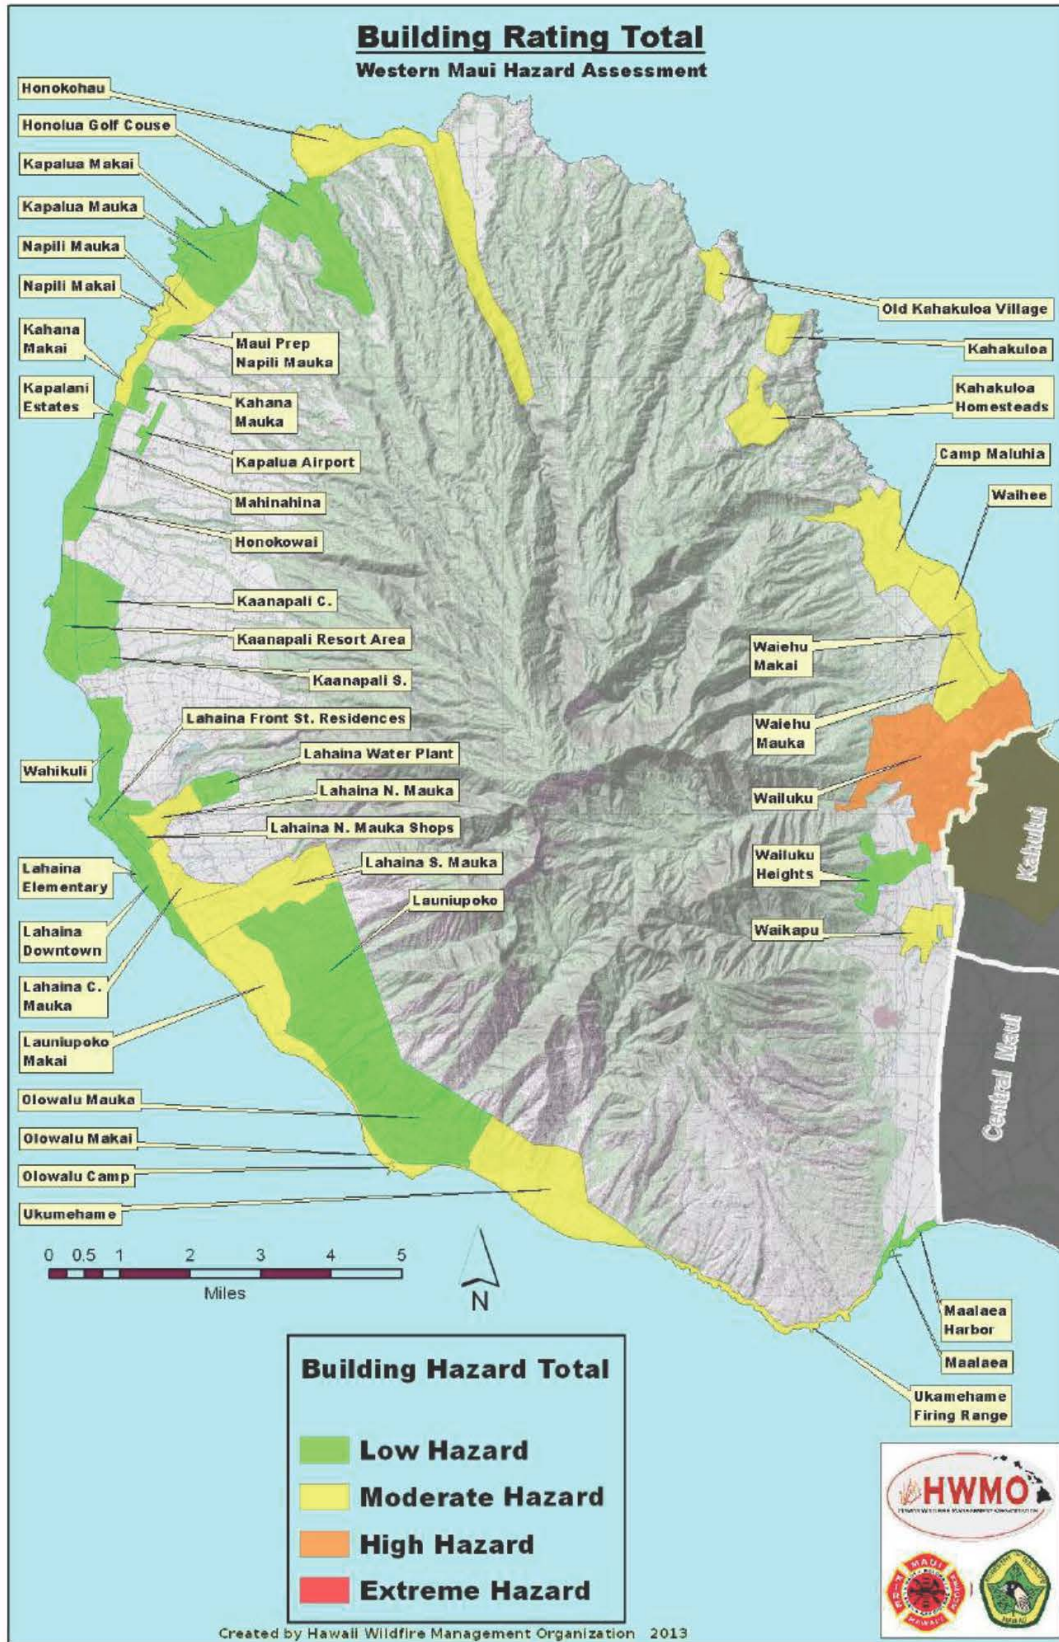 Building Rating Total
Western Maui Hazard Assessment
Honokohau
Honolua Golf Couse
Kapalua Makai
Kapalua Mauka
Napili Mauka
Napili Makai
Kahana
Makai
Kapalani
Estates
Maui Prep
Napili Mauka
Kahana
Mauka
Kapalua Airport
Mahinahina
Honokowai
Kaanapali C.
Kaanapali Resort Area
Kaanapali S.
Lahaina Front St. Residences
Wahikuli
Lahaina Water Plant
Lahaina N. Mauka
Lahaina N. Mauka Shops
Lahaina S. Mauka
Launiupoko
Lahaina
Elementary
Lahaina
Downtown
Lahaina C.
Mauka
Launiupoko
Makai
Olowalu Mauka
Olowalu Makai
Olowalu Camp
Ukumehame
Old Kahakuloa Village
Kahakuloa
Kahakuloa
Homesteads
Camp Maluhia
Waihee
Waiehu
Makai
Waiehu
Mauka
Wailuku
Wailuku
Heights
Waikapu
Kahului
Central Maui
Maalaea
Harbor
Maalaea
Ukamehame
Firing Range
0 0.5 1 2 3 4 5
Miles
N
Building Hazard Total
Low Hazard
Moderate Hazard
High Hazard
Extreme Hazard
HWMO
MAUI
FIRE
HAWAII
Created by Hawaii Wildfire Management Organization 2013